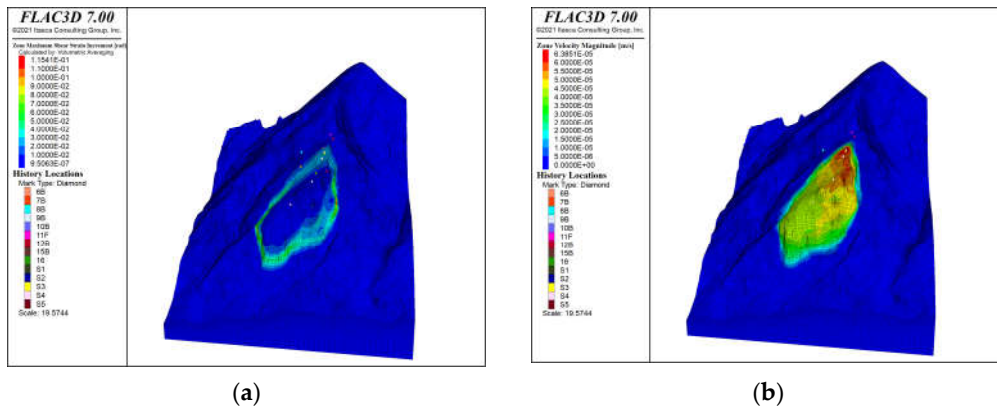 FLAC3D 7.00
©2021 Itasca Consulting Group, Inc.
Zone Maximum Shear Strain Increment [rad]
Calculated by: Volumetric Averaging
1.1541E-01
1.1000E-01
1.0000E-01
9.0000E-02
8.0000E-02
7.0000E-02
6.0000E-02
5.0000E-02
4.0000E-02
3.0000E-02
2.0000E-02
1.0000E-02
History Locations
Mark Type: Diamond
6B
7B
8B
9B
10B
11F
12B
15B
16
S1
S2
S3
S4
S5
Scale: 19.5744
(a)
FLAC3D 7.00
©2021 Itasca Consulting Group, Inc.
Zone Velocity Magnitude [m/s]
6.3851E-05
6.0000E-05
5.5000E-05
5.0000E-05
4.5000E-05
4.0000E-05
3.5000E-05
3.0000E-05
2.5000E-05
2.0000E-05
1.5000E-05
1.0000E-05
5.0000E-06
0.0000E+00
History Locations
Mark Type: Diamond
6B
7B
8B
9B
10B
11F
12B
15B
16
S1
S2
S3
S4
S5
Scale: 19.5744
(b)